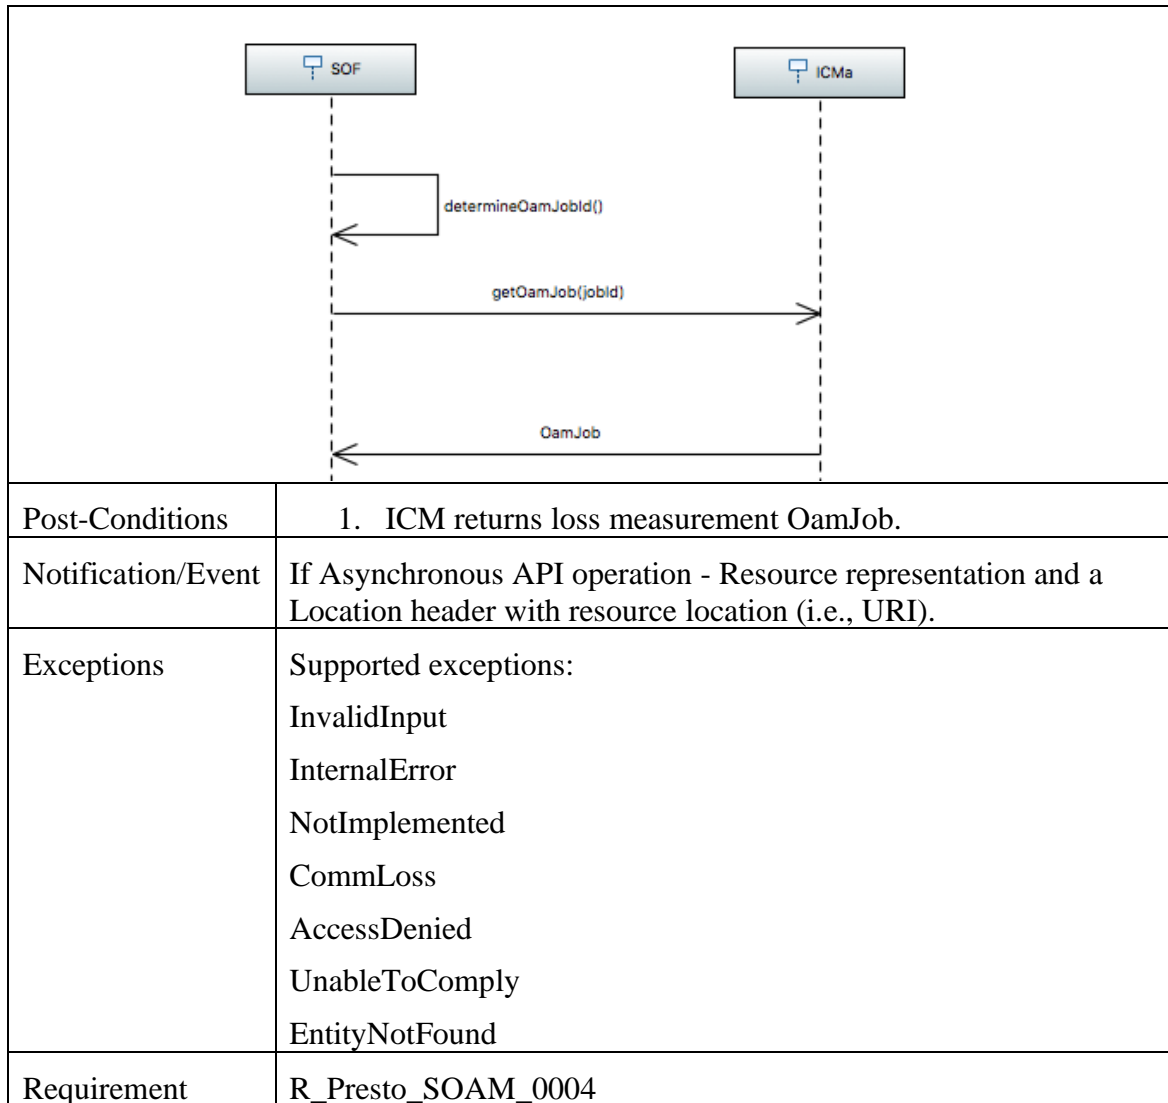 SOF
ICMa
determineOamJobId()
getOamJob(jobId)
OamJob
Post-Conditions
1. ICM returns loss measurement OamJob.
Notification/Event
If Asynchronous API operation - Resource representation and a
Location header with resource location (i.e., URI).
Exceptions
Supported exceptions:
InvalidInput
InternalError
NotImplemented
CommLoss
AccessDenied
UnableToComply
EntityNotFound
Requirement
R_Presto_SOAM_0004